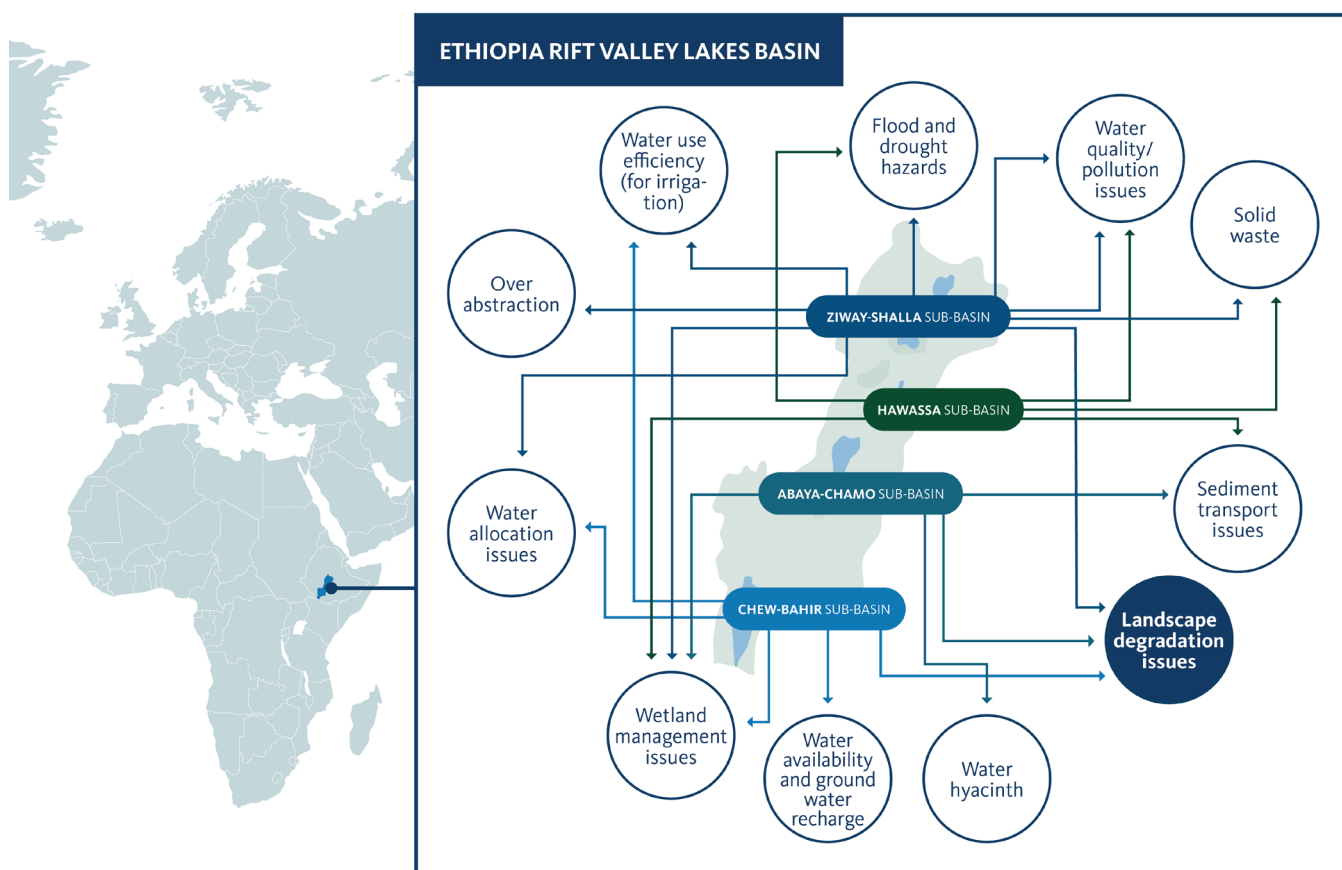 ETHIOPIA RIFT VALLEY LAKES BASIN
Water use
efficiency
(for irriga-
tion)
Flood and
drought
hazards
Water
quality/
pollution
issues
Solid
waste
Over
abstraction
ZIWAY-SHALLA SUB-BASIN
HAWASSA SUB-BASIN
ABAYA-CHAMO SUB-BASIN
CHEW-BAHIR SUB-BASIN
Water
allocation
issues
Sediment
transport
issues
Landscape
degradation
issues
Wetland
management
issues
Water
availability
and ground
water
recharge
Water
hyacinth